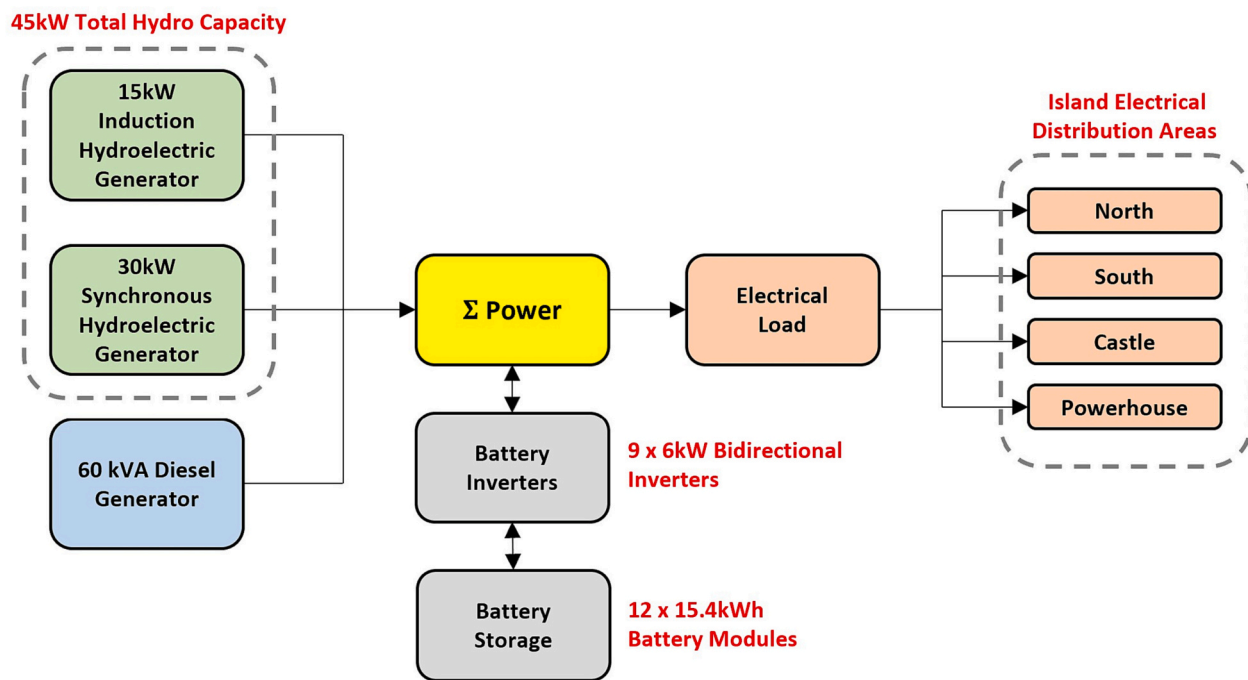 45kW Total Hydro Capacity
15kW
Induction
Hydroelectric
Generator
30kW
Synchronous
Hydroelectric
Generator
60 kVA Diesel
Generator
Σ Power
Battery
Inverters
9 x 6kW Bidirectional
Inverters
Battery
Storage
12 x 15.4kWh
Battery Modules
Electrical
Load
Island Electrical
Distribution Areas
North
South
Castle
Powerhouse